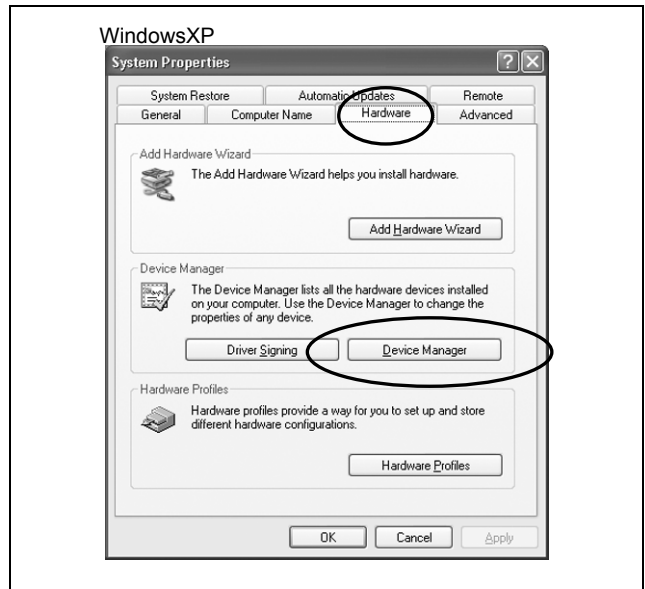 WindowsXP
System Properties
System Restore Automatic Updates Remote
General Computer Name Hardware Advanced
Add Hardware Wizard
The Add Hardware Wizard helps you install hardware.
Add Hardware Wizard
Device Manager
The Device Manager lists all the hardware devices installed
on your computer. Use the Device Manager to change the
properties of any device.
Driver Signing Device Manager
Hardware Profiles
Hardware profiles provide a way for you to set up and store
different hardware configurations.
Hardware Profiles
OK Cancel Apply